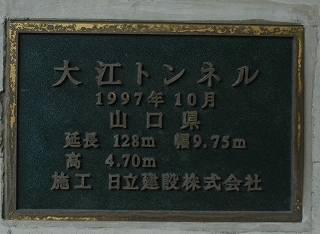 大江トンネル
1997年10月
山口県
延長 128m 幅9.75m
高 4.70m
施工 日立建設株式会社